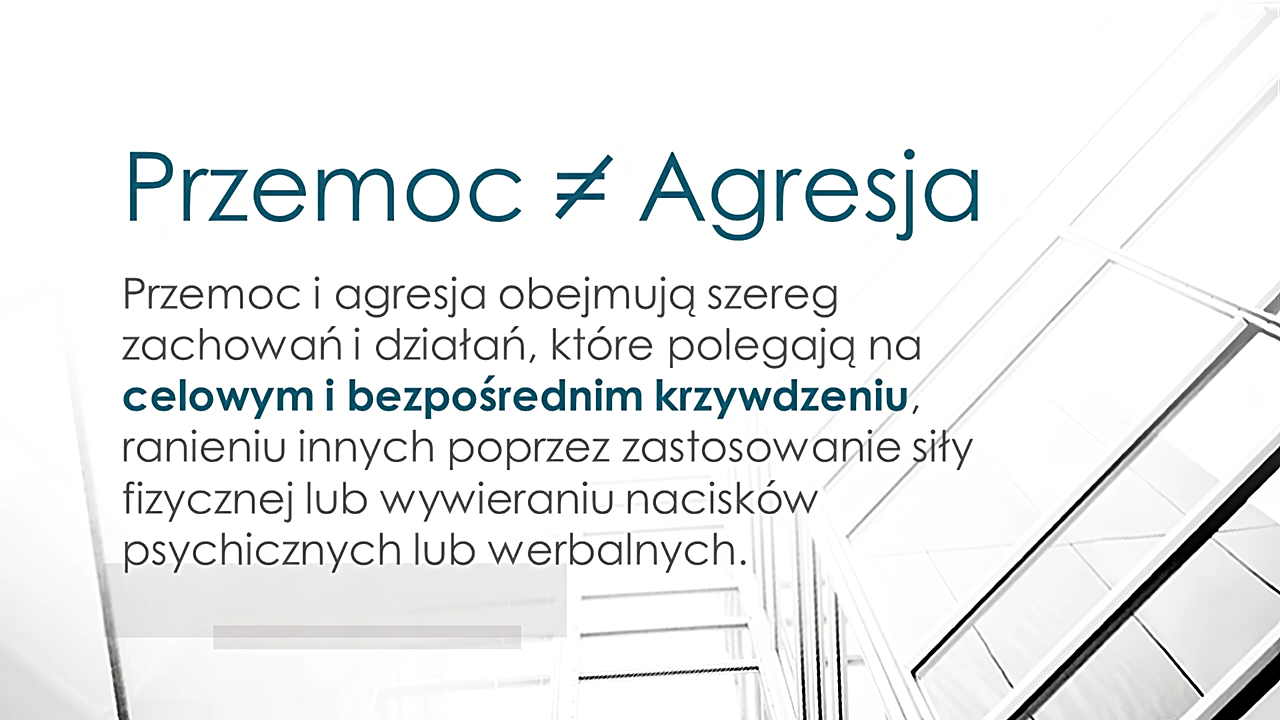 Przemoc ≠ Agresja
Przemoc i agresja obejmują szereg
zachowań i działań, które polegają na
celowym i bezpośrednim krzywdzeniu,
ranieniu innych poprzez zastosowanie siły
fizycznej lub wywieraniu nacisków
psychicznych lub werbalnych.